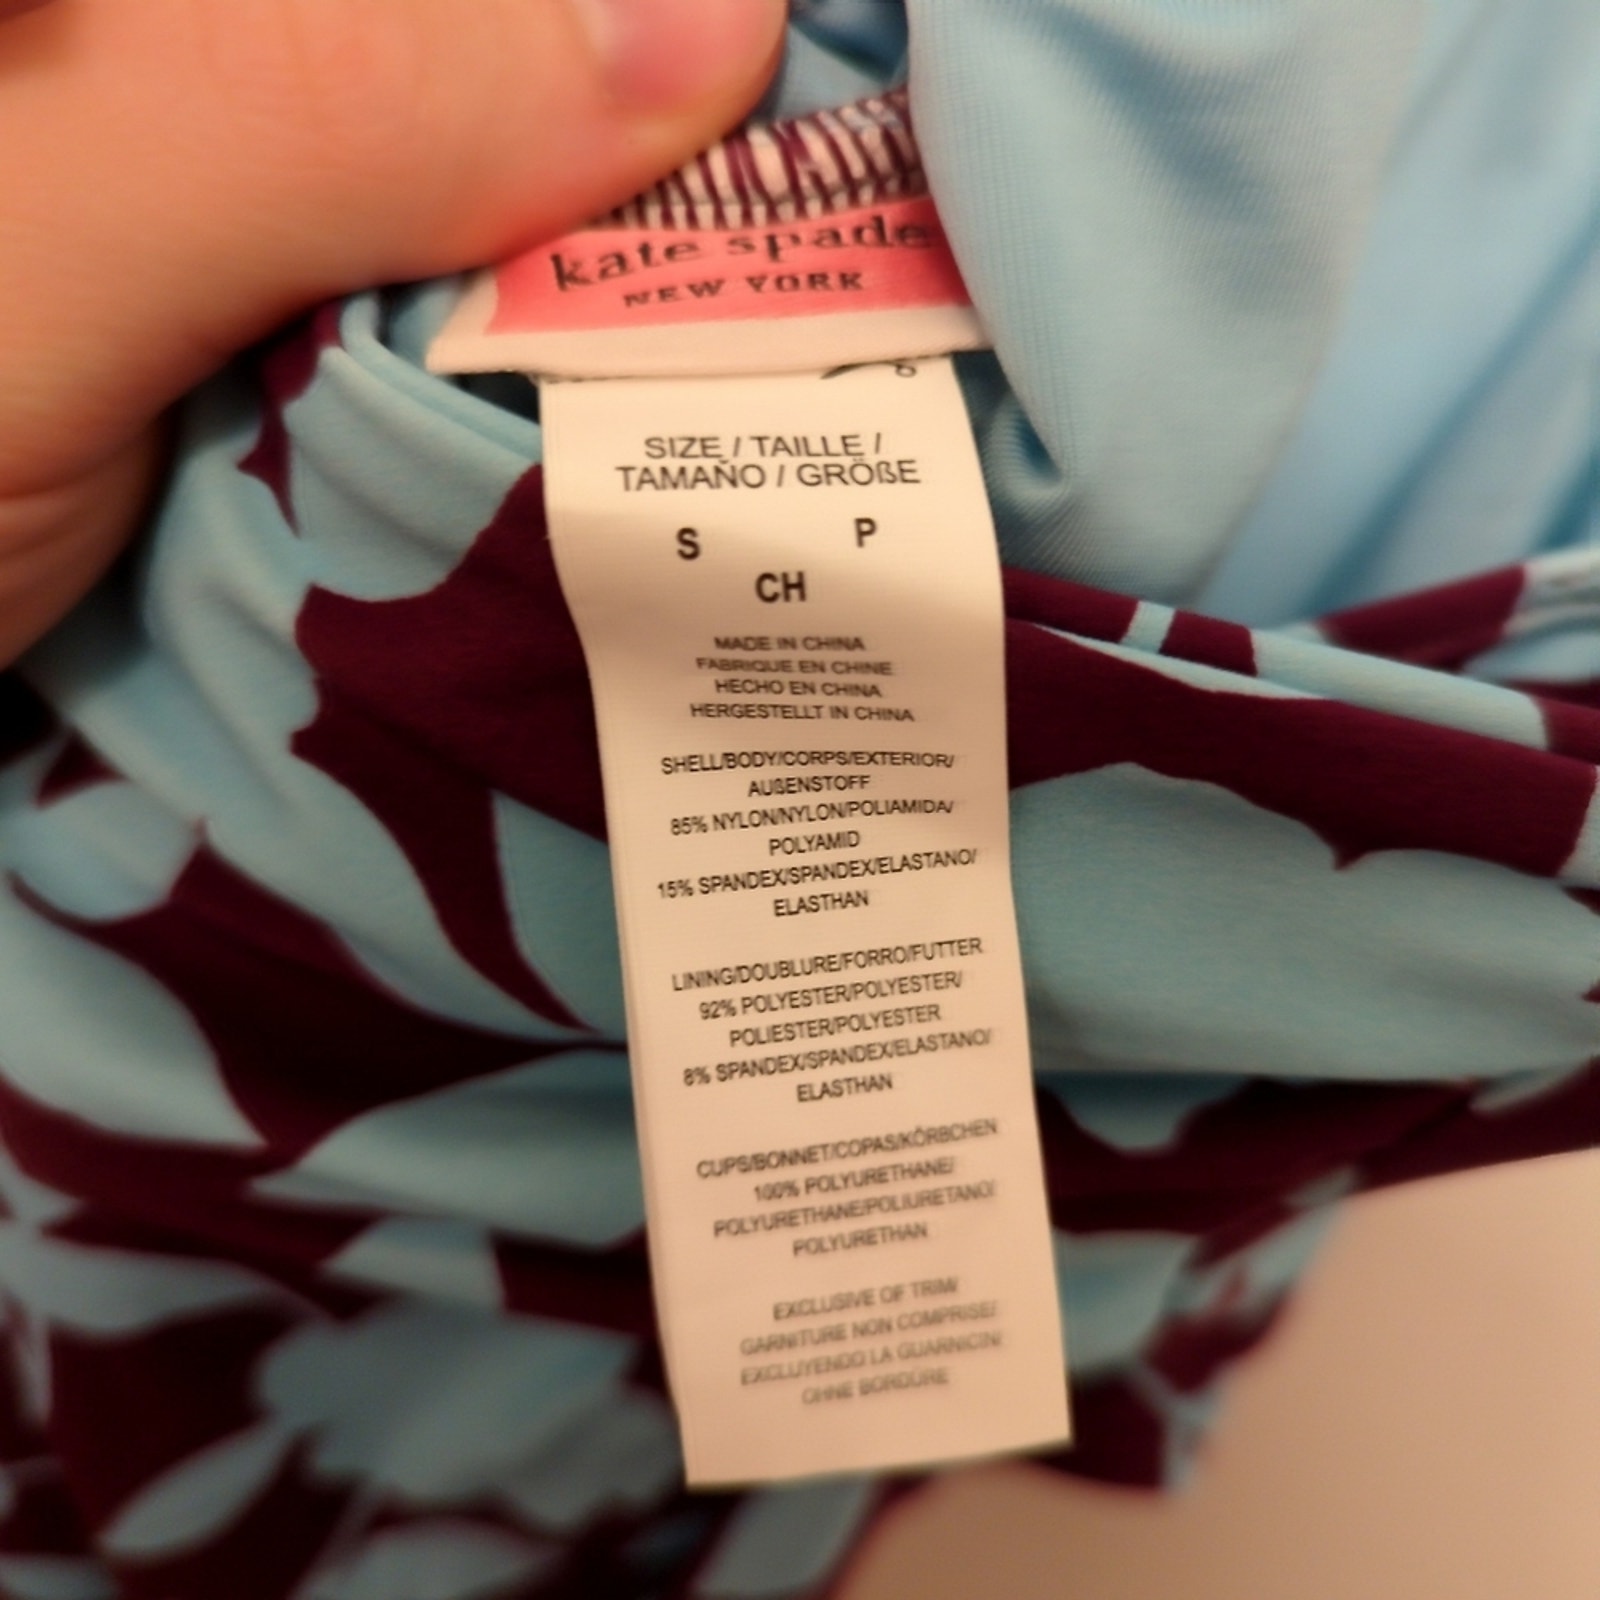 kate spade
NEW YORK
SIZE / TAILLE /
TAMAÑO / GRÖßE
S P
CH
MADE IN CHINA
FABRIQUE EN CHINE
HECHO EN CHINA
HERGESTELLT IN CHINA
SHELL/BODY/CORPS/EXTERIOR/
AUßENSTOFF
85% NYLON/NYLON/POLIAMIDA/
POLYAMID
15% SPANDEX/SPANDEX/ELASTANO/
ELASTHAN
LINING/DOUBLURE/FORRO/FUTTER
92% POLYESTER/POLYESTER/
POLIESTER/POLYESTER
8% SPANDEX/SPANDEX/ELASTANO/
ELASTHAN
CUPS/BONNET/COPAS/KÖRBCHEN
100% POLYURETHANE/
POLYURETHANE/POLIURETANO/
POLYURETHAN
EXCLUSIVE OF TRIM/
GARNITURE NON COMPRISE/
EXCLUYENDO LA GUARNICIN/
OHNE BORDÜRE